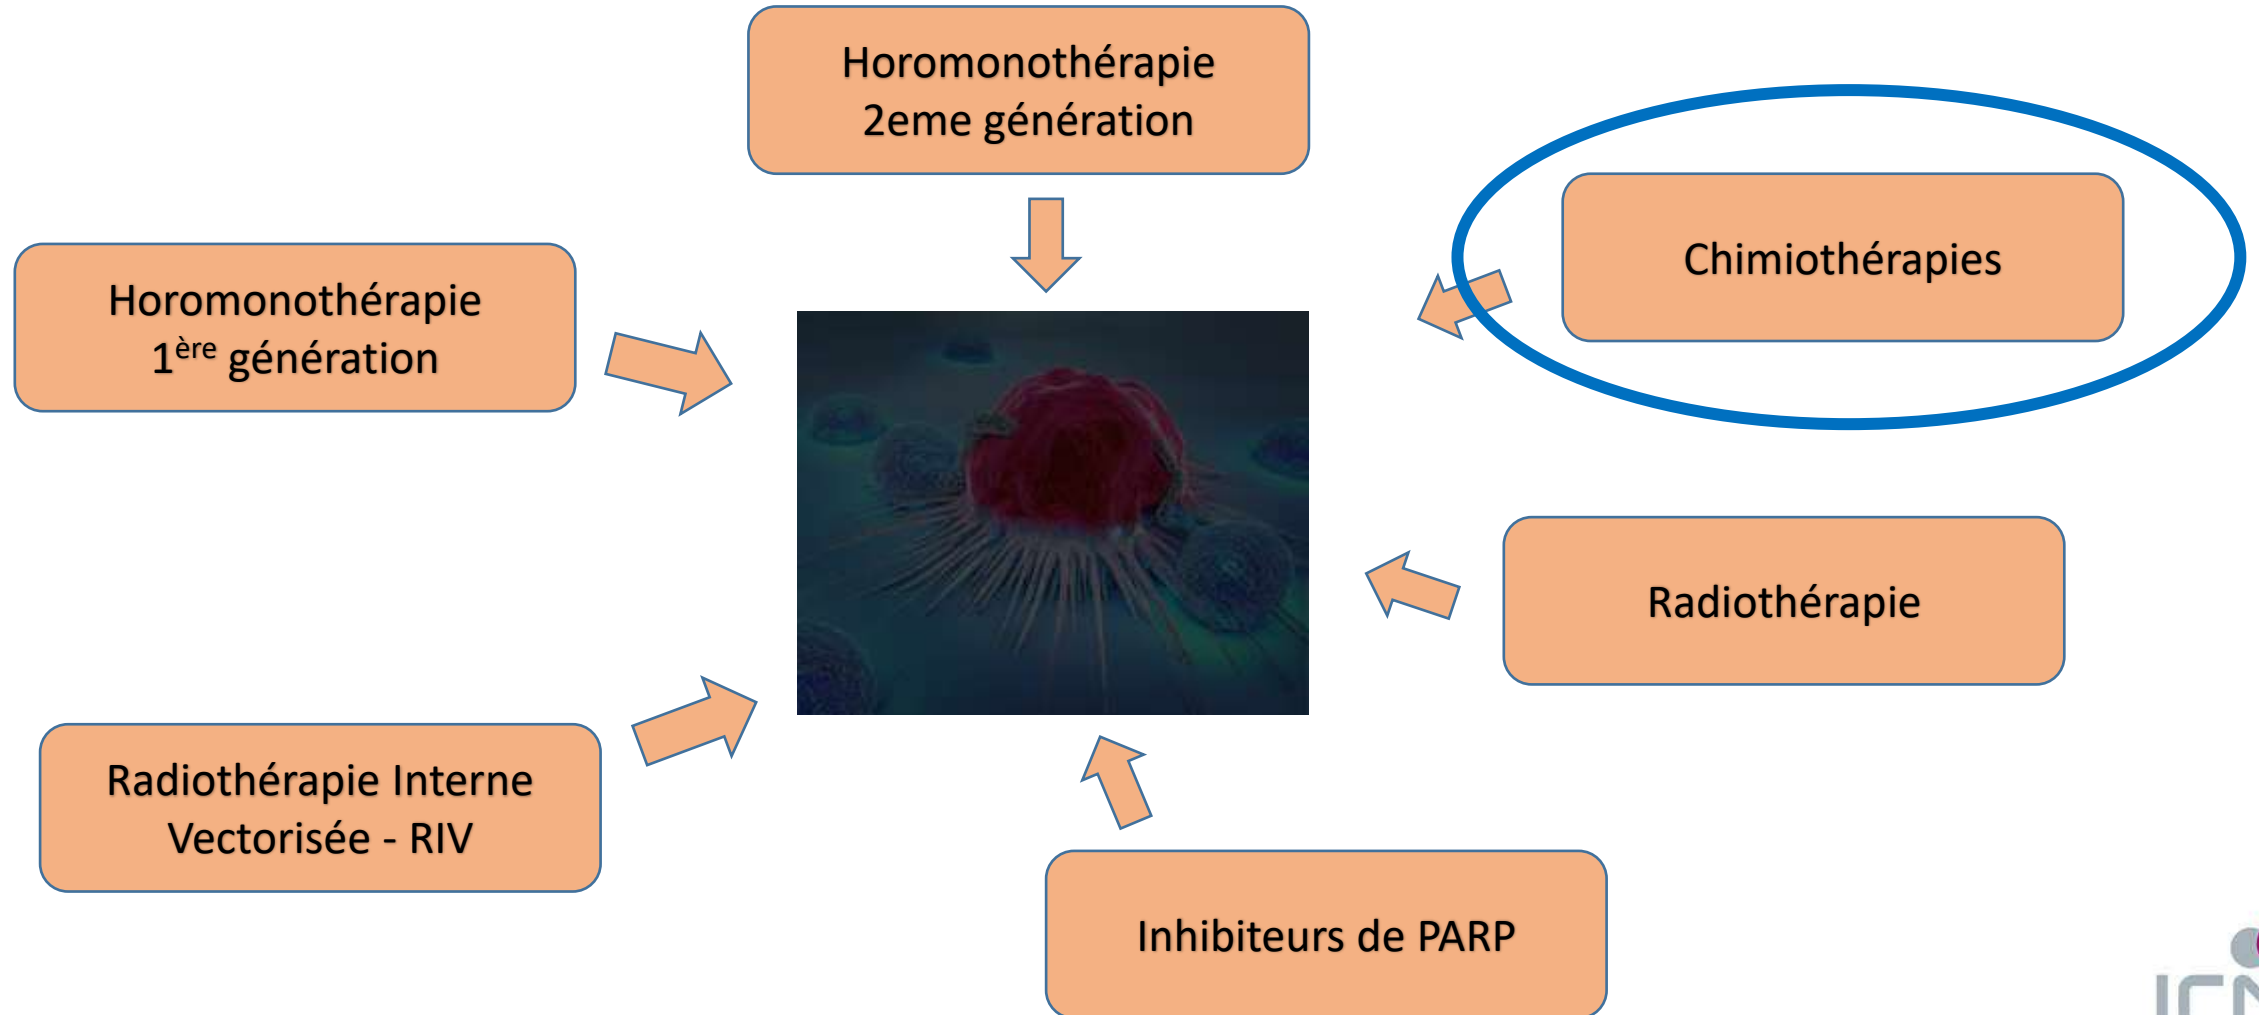 Horomonothérapie
2eme génération
Chimiothérapies
Horomonothérapie
1ère génération
Radiothérapie
Radiothérapie Interne
Vectorisée - RIV
Inhibiteurs de PARP